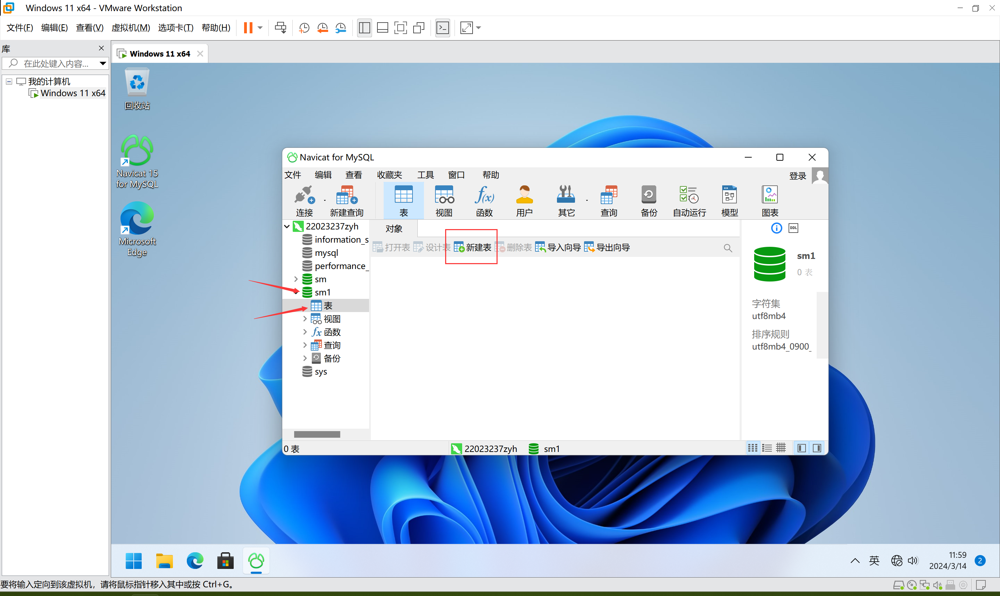 Windows 11 x64 - VMware Workstation
文件(F) 编辑(E) 查看(V) 虚拟机(M) 选项卡(T) 帮助(H)
库
在此处键入内容...
我的计算机
Windows 11 x64
Windows 11 x64
回收站
Navicat 15
for MySQL
Microsoft
Edge
Navicat for MySQL
文件 编辑 查看 收藏夹 工具 窗口 帮助
登录
连接 新建查询 表 视图 函数 用户 其它 查询 备份 自动运行 模型 图表
22023237zyh
information_s
mysql
performance_
sm
sm1
表
视图
函数
查询
备份
sys
对象
打开表 设计表 新建表 删除表 导入向导 导出向导
DDL
sm1
0 表
字符集
utf8mb4
排序规则
utf8mb4_0900_
0 表
22023237zyh sm1
英
11:59
2024/3/14
2
要将输入定向到该虚拟机，请将鼠标指针移入其中或按 Ctrl+G。